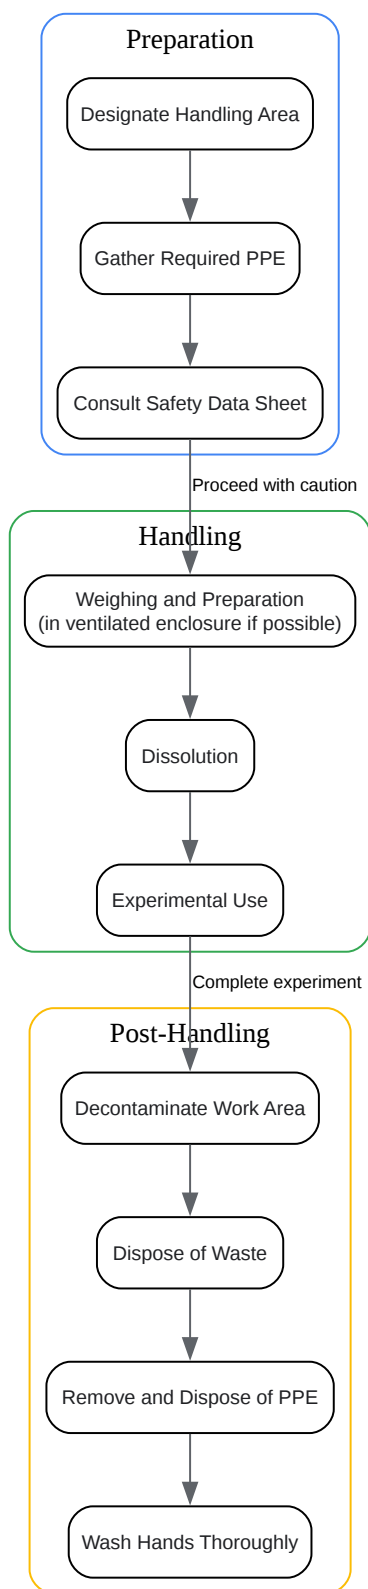 Preparation
Designate Handling Area
Gather Required PPE
Consult Safety Data Sheet
Proceed with caution
Handling
Weighing and Preparation
(in ventilated enclosure if possible)
Dissolution
Experimental Use
Complete experiment
Post-Handling
Decontaminate Work Area
Dispose of Waste
Remove and Dispose of PPE
Wash Hands Thoroughly